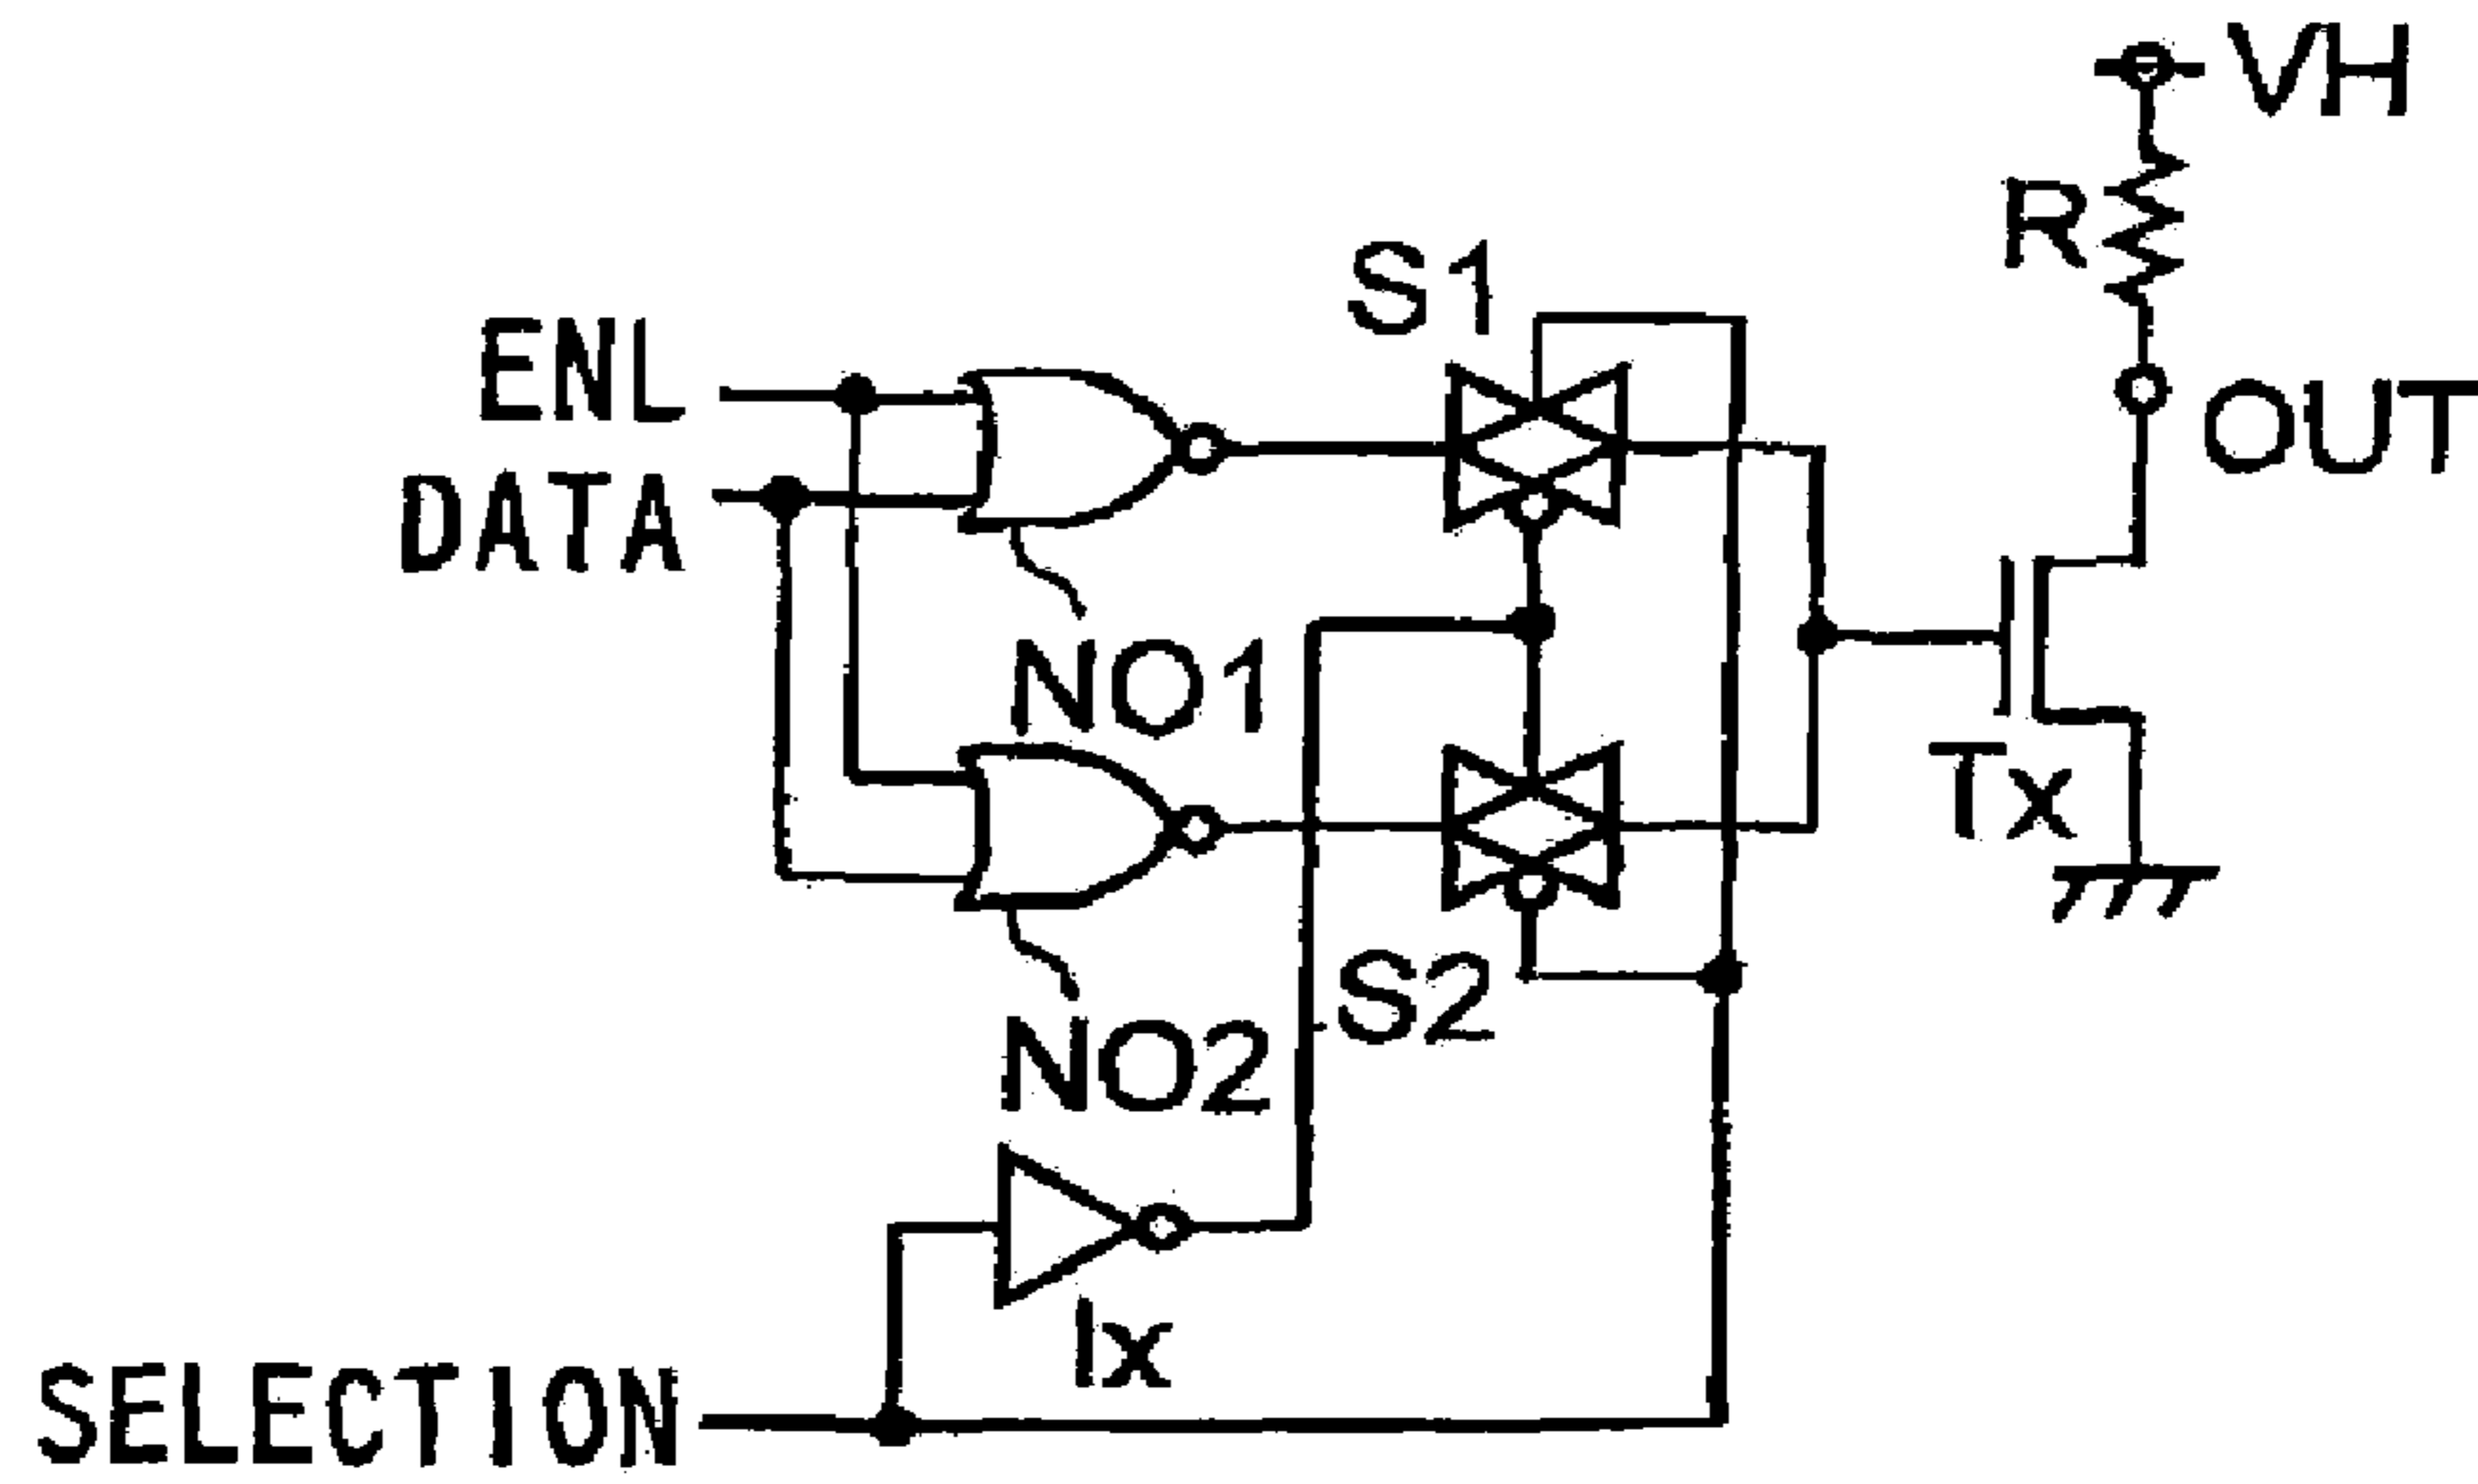 VH
R
S1
ENL
OUT
DATA
NO1
Tx
S2
NO2
Ix
SELECTION